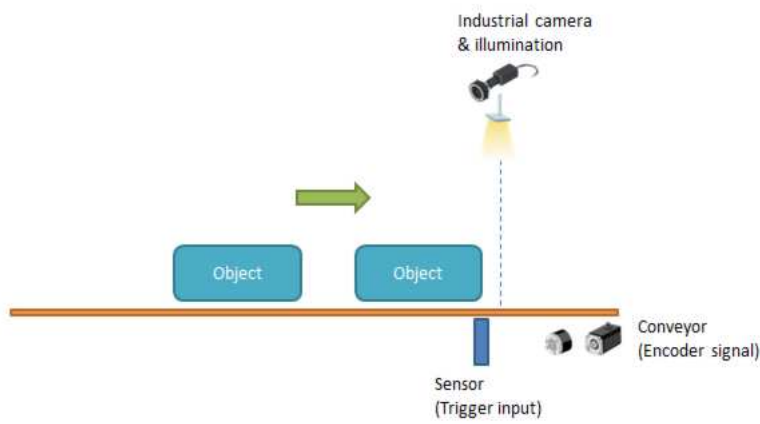 Industrial camera
& illumination
Object
Object
Conveyor
(Encoder signal)
Sensor
(Trigger input)